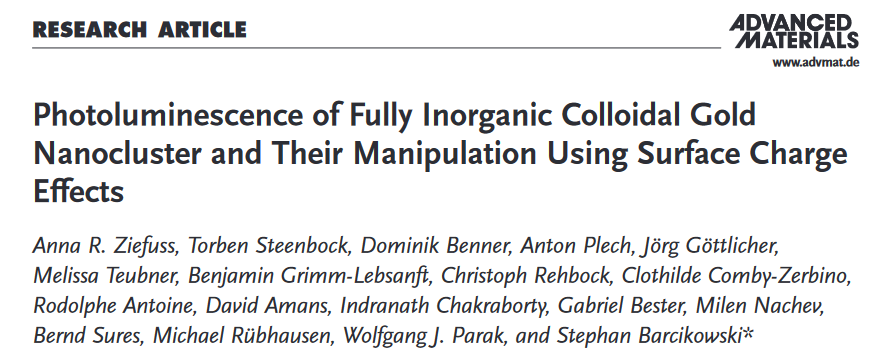 RESEARCH ARTICLE
ADVANCED
MATERIALS
www.advmat.de
Photoluminescence of Fully Inorganic Colloidal Gold
Nanocluster and Their Manipulation Using Surface Charge
Effects
Anna R. Ziefuss, Torben Steenbock, Dominik Benner, Anton Plech, Jörg Göttlicher,
Melissa Teubner, Benjamin Grimm-Lebsanft, Christoph Rehbock, Clothilde Comby-Zerbino,
Rodolphe Antoine, David Amans, Indranath Chakraborty, Gabriel Bester, Milen Nachev,
Bernd Sures, Michael Rübhausen, Wolfgang J. Parak, and Stephan Barcikowski*